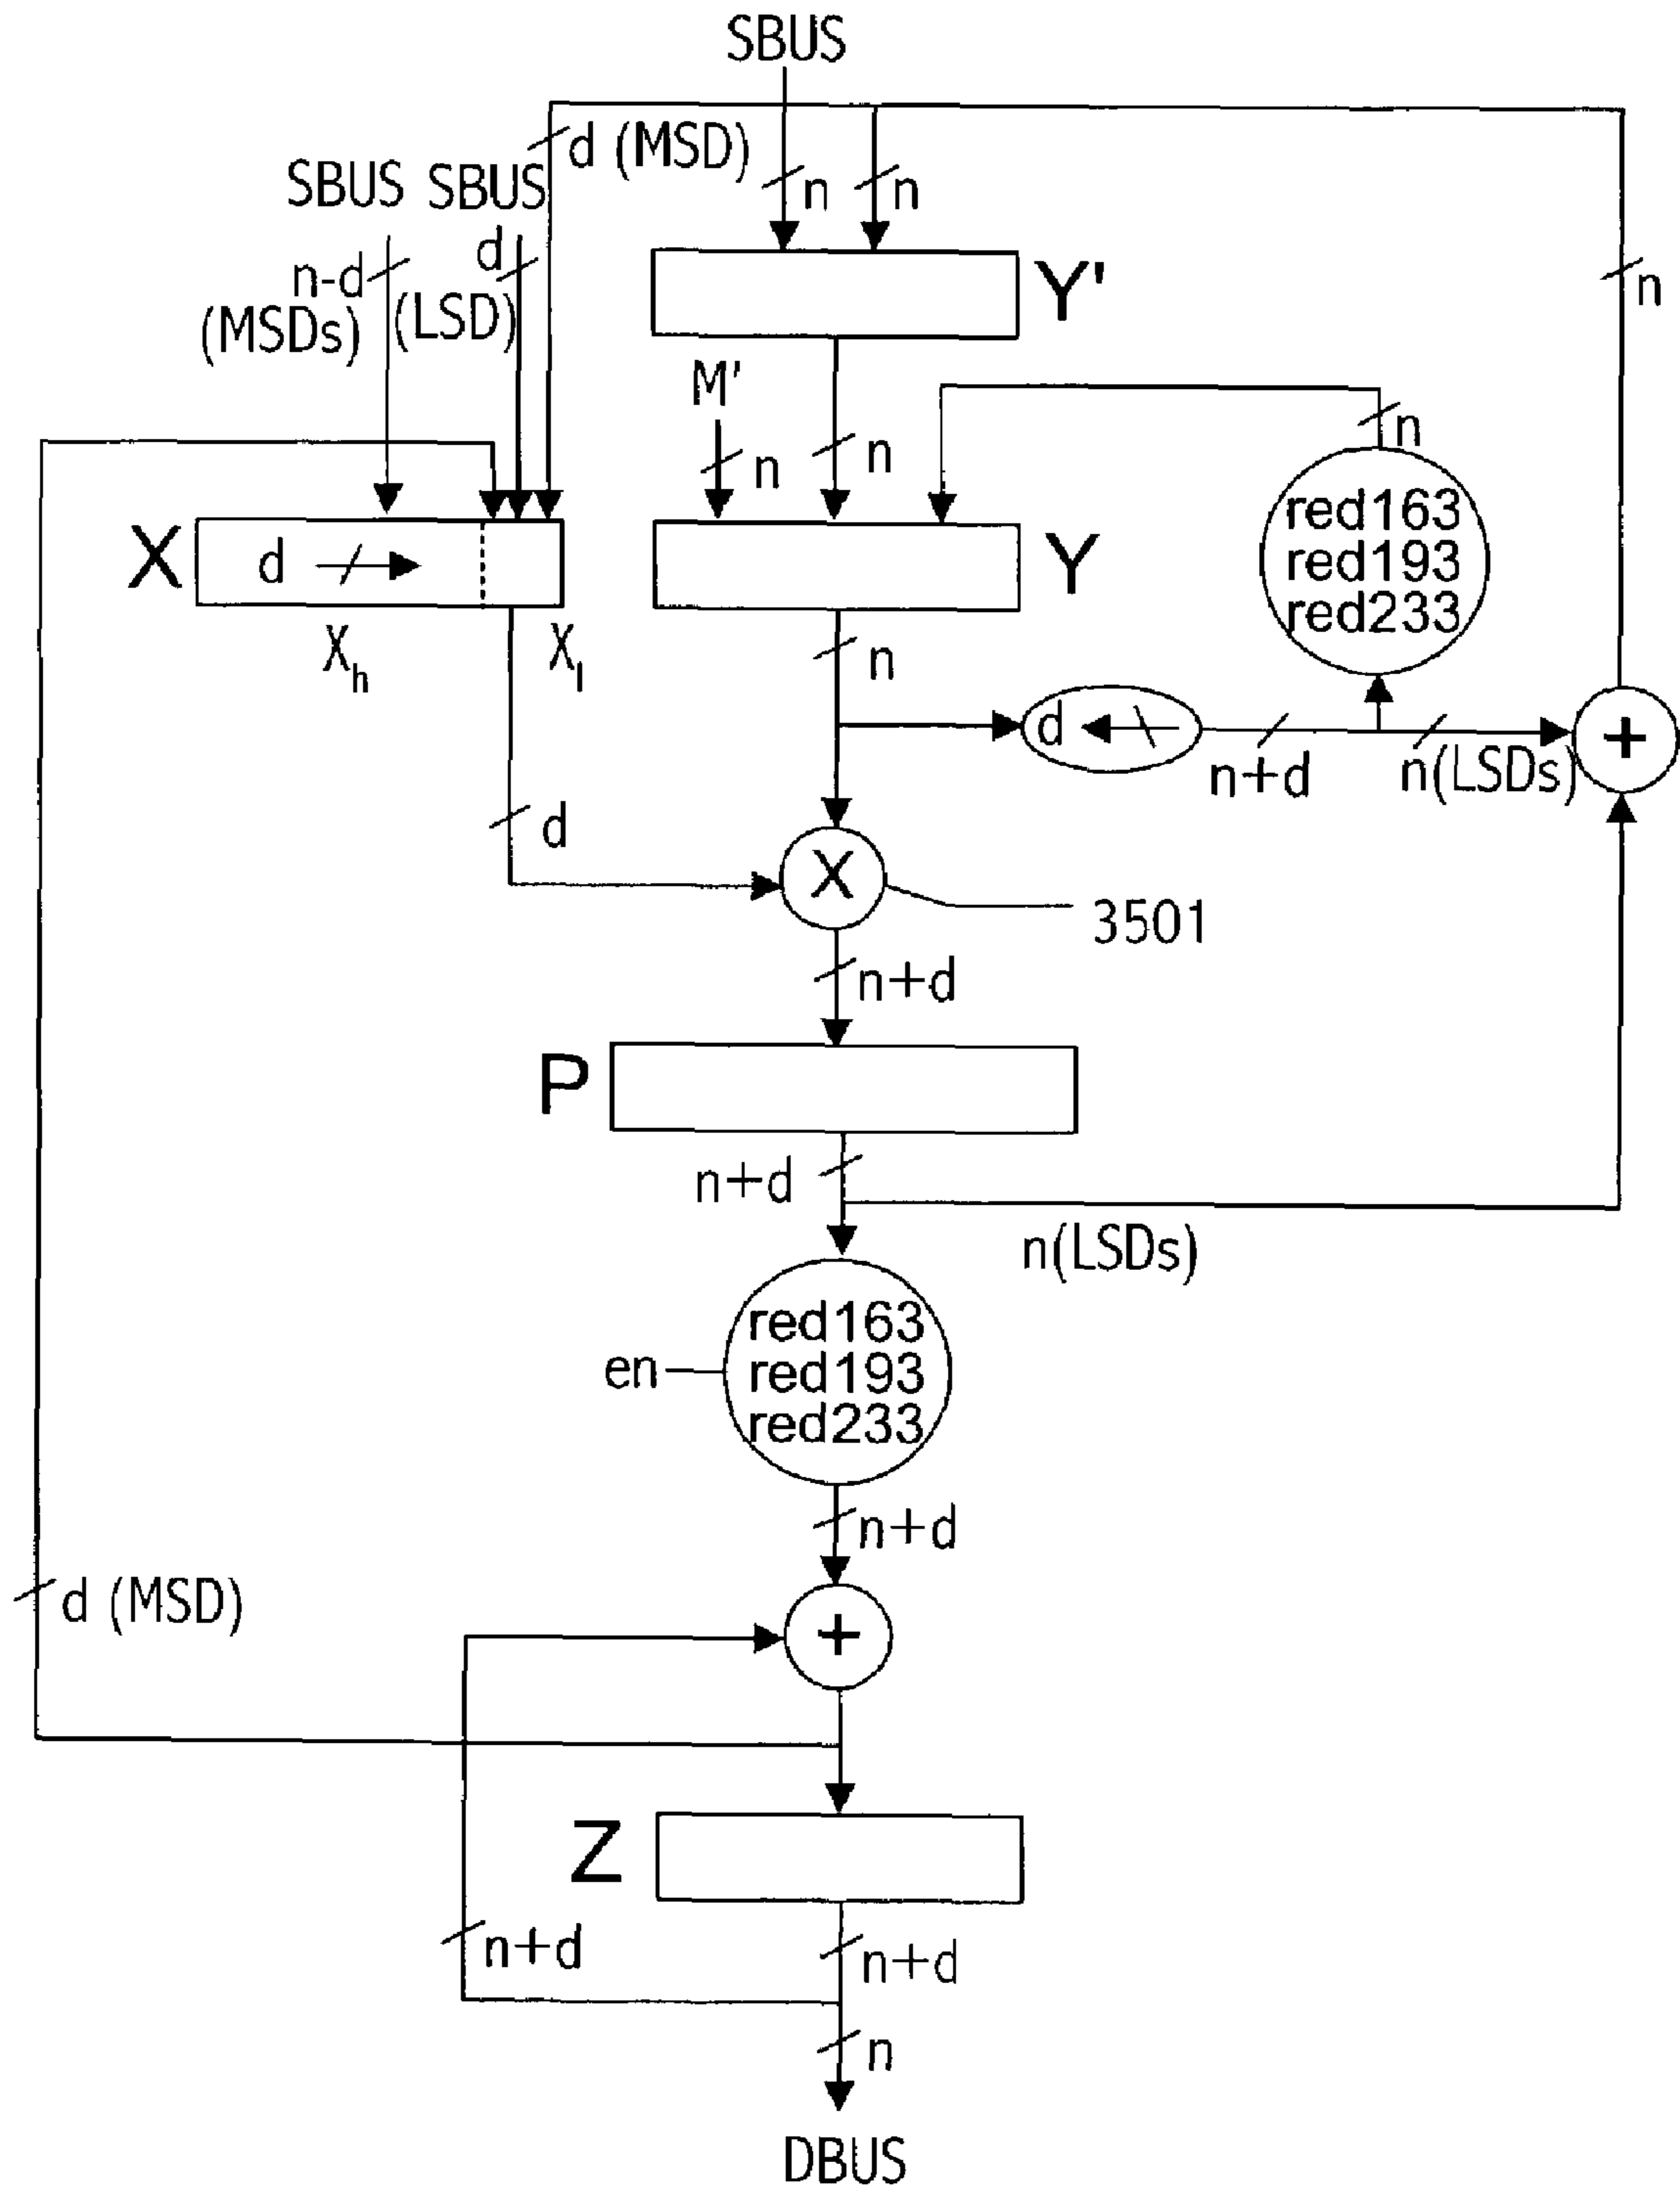 SBUS
d (MSD)
SBUS SBUS
n
n
d
n-d
(MSDs)
(LSD)
Y'
n
M'
n
n
n
red163
red193
red233
X
d
Y
X_h
X_l
n
d
+
n+d
n(LSDs)
d
X
3501
n+d
P
n+d
n(LSDs)
red163
en
red193
red233
n+d
d (MSD)
+
Z
n+d
n+d
n
DBUS